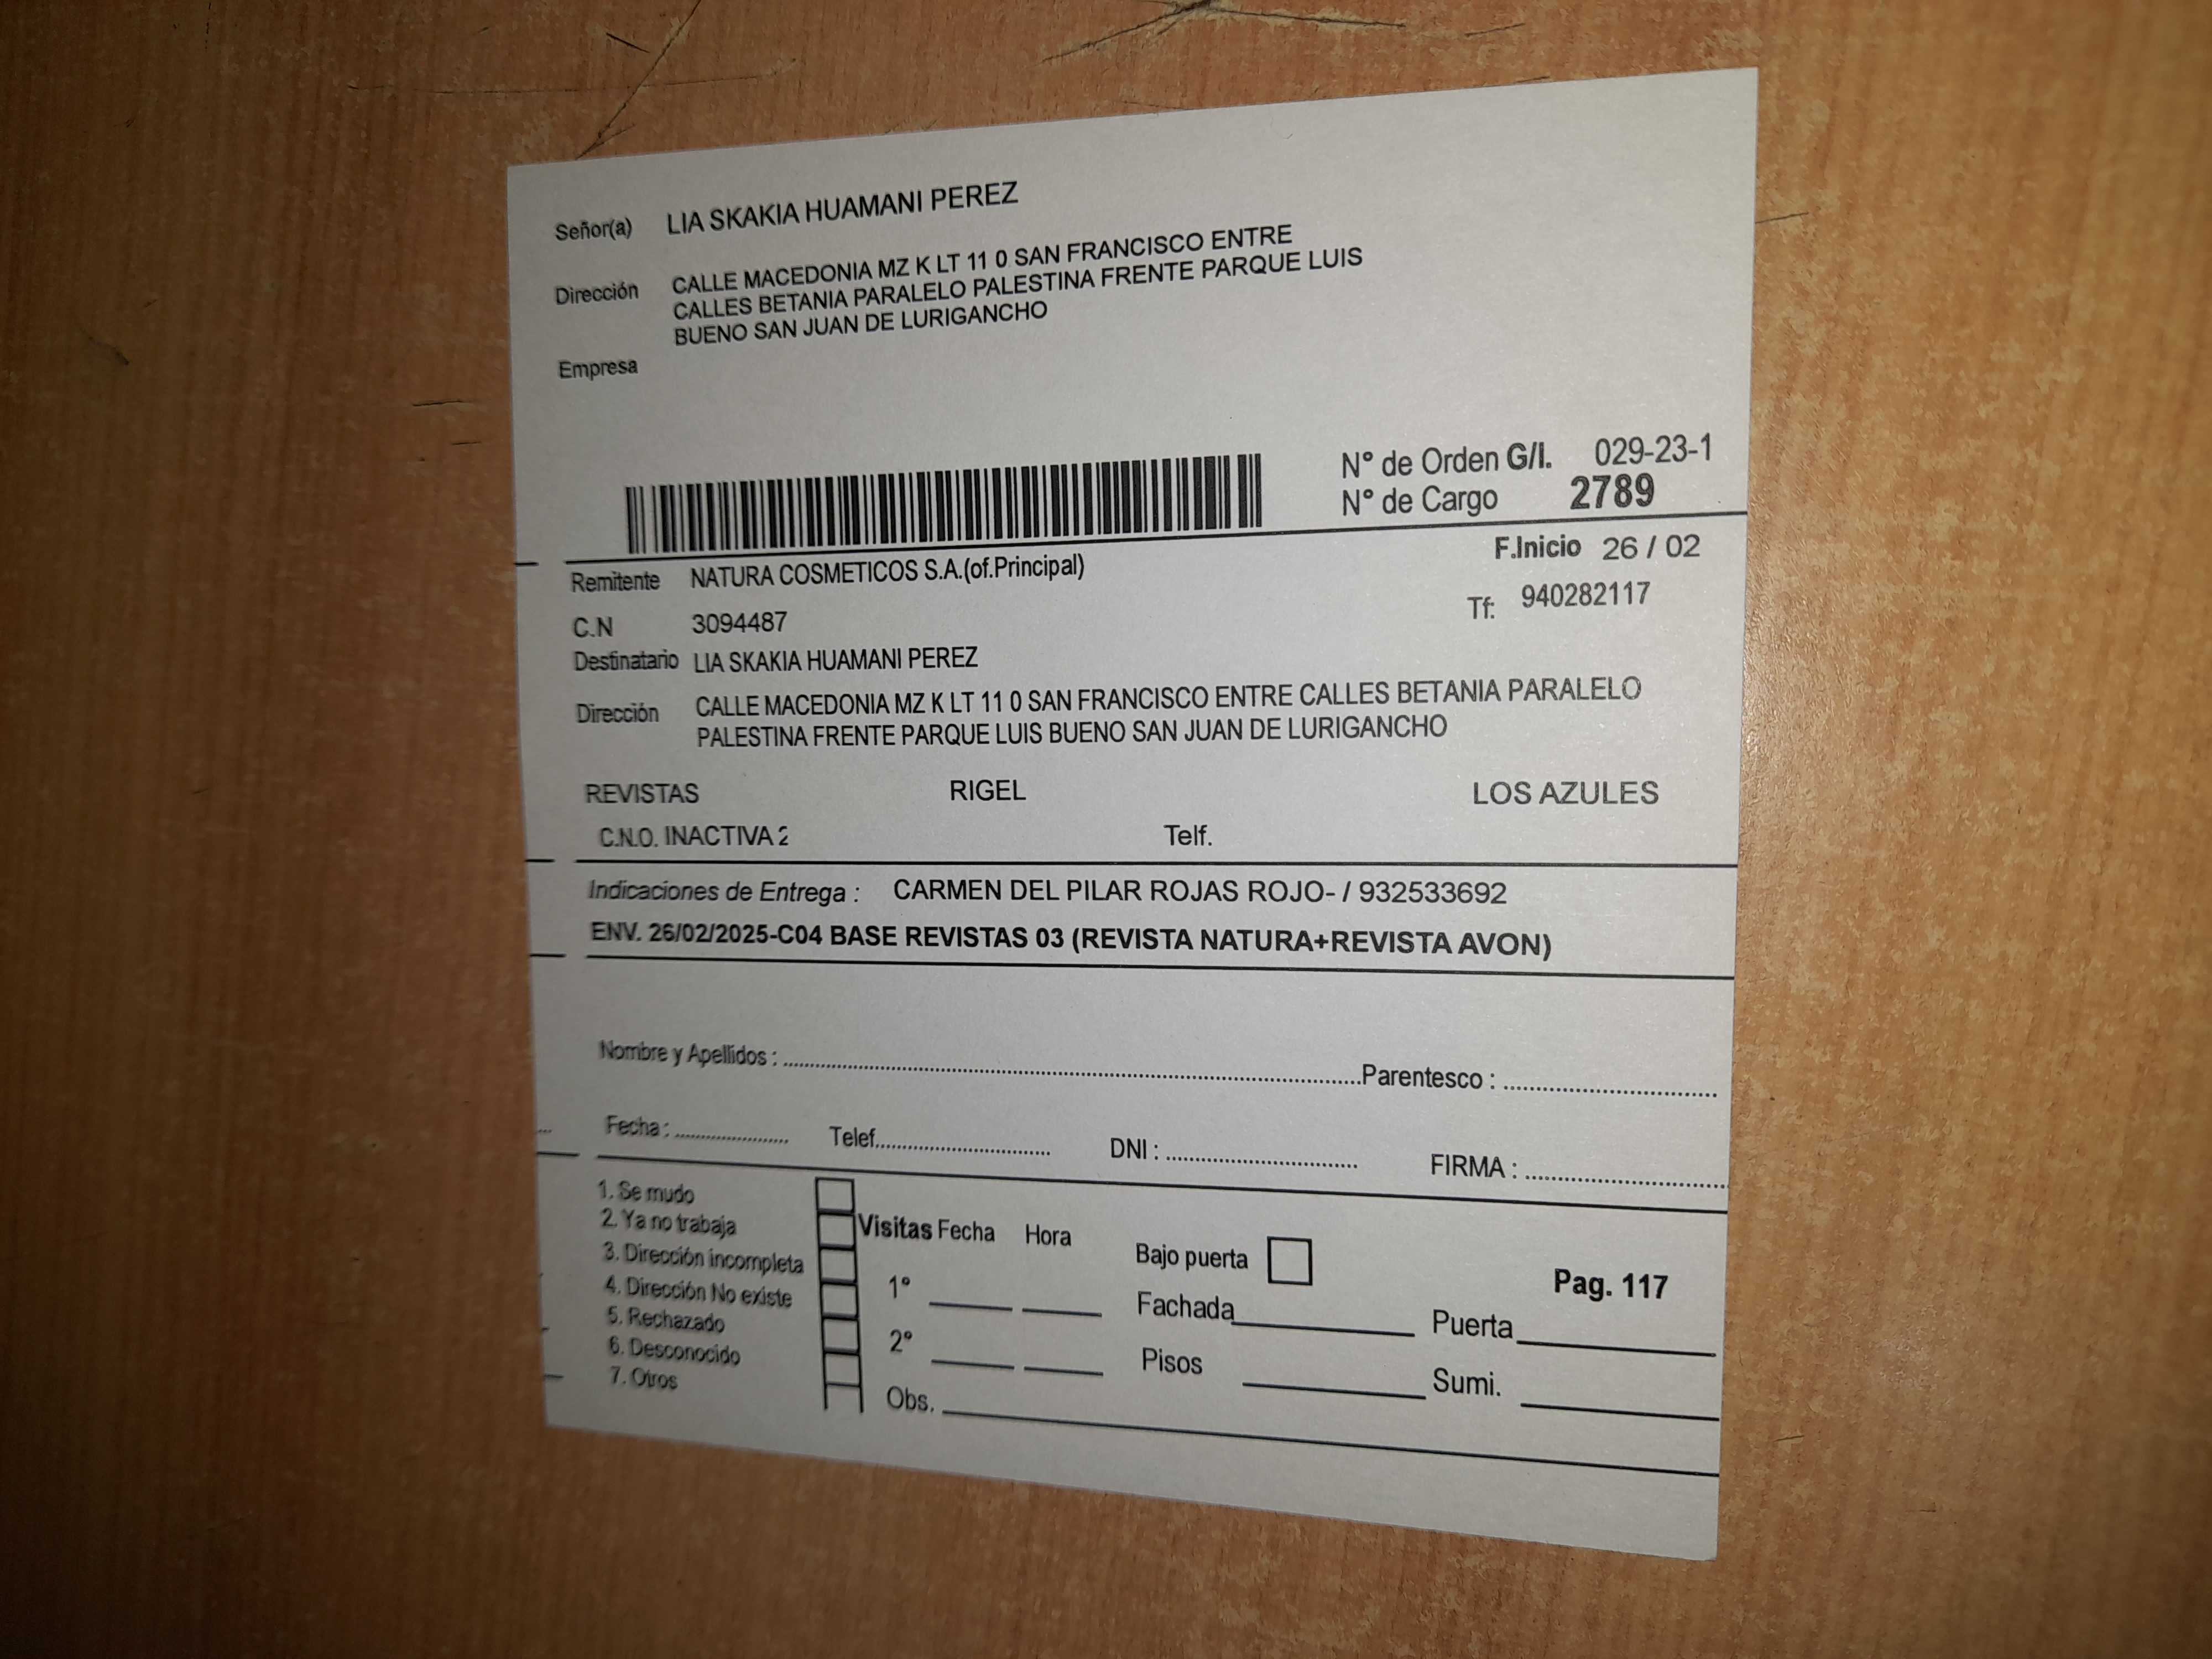 Señor(a) LIA SKAKIA HUAMANI PEREZ
Dirección CALLE MACEDONIA MZ K LT 11 0 SAN FRANCISCO ENTRE
CALLES BETANIA PARALELO PALESTINA FRENTE PARQUE LUIS
BUENO SAN JUAN DE LURIGANCHO
Empresa
N° de Orden G/I. 029-23-1
N° de Cargo 2789
F.Inicio 26 / 02
Remitente NATURA COSMETICOS S.A.(of.Principal)
Tf: 940282117
C.N 3094487
Destinatario LIA SKAKIA HUAMANI PEREZ
Dirección CALLE MACEDONIA MZ K LT 11 0 SAN FRANCISCO ENTRE CALLES BETANIA PARALELO
PALESTINA FRENTE PARQUE LUIS BUENO SAN JUAN DE LURIGANCHO
REVISTAS RIGEL LOS AZULES
C.N.O. INACTIVA 2 Telf.
Indicaciones de Entrega : CARMEN DEL PILAR ROJAS ROJO- / 932533692
ENV. 26/02/2025-C04 BASE REVISTAS 03 (REVISTA NATURA+REVISTA AVON)
Nombre y Apellidos : Parentesco :
Fecha : Telef. DNI : FIRMA :
1. Se mudo
2. Ya no trabaja
3. Dirección incompleta
4. Dirección No existe
5. Rechazado
6. Desconocido
7. Otros
Visitas Fecha Hora
1°
2°
Obs.
Bajo puerta
Fachada
Pisos
Pag. 117
Puerta
Sumi.